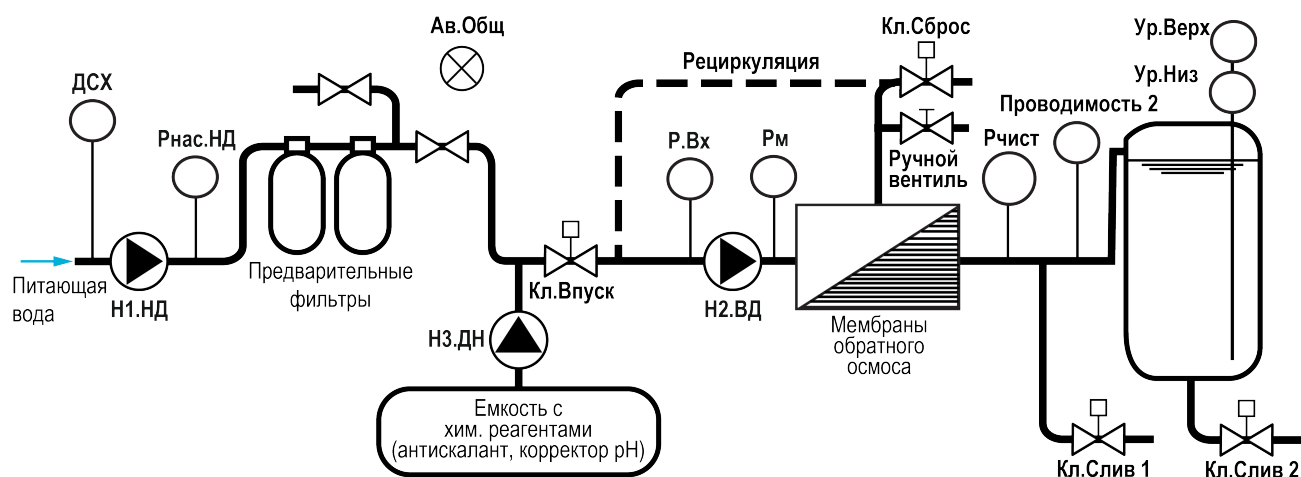 Ав.Общ
Кл.Сброс
Ур.Верх
Ур.Низ
Рециркуляция
ДСХ
Проводимость 2
Рнас.НД
Р.Вх
Рм
Ручной
вентиль
Рчист
Питающая
вода
Н1.НД
Предварительные
фильтры
Кл.Впуск
Н2.ВД
Мембраны
обратного
осмоса
Н3.ДН
Емкость с
хим. реагентами
(антискалант, корректор рН)
Кл.Слив 1
Кл.Слив 2